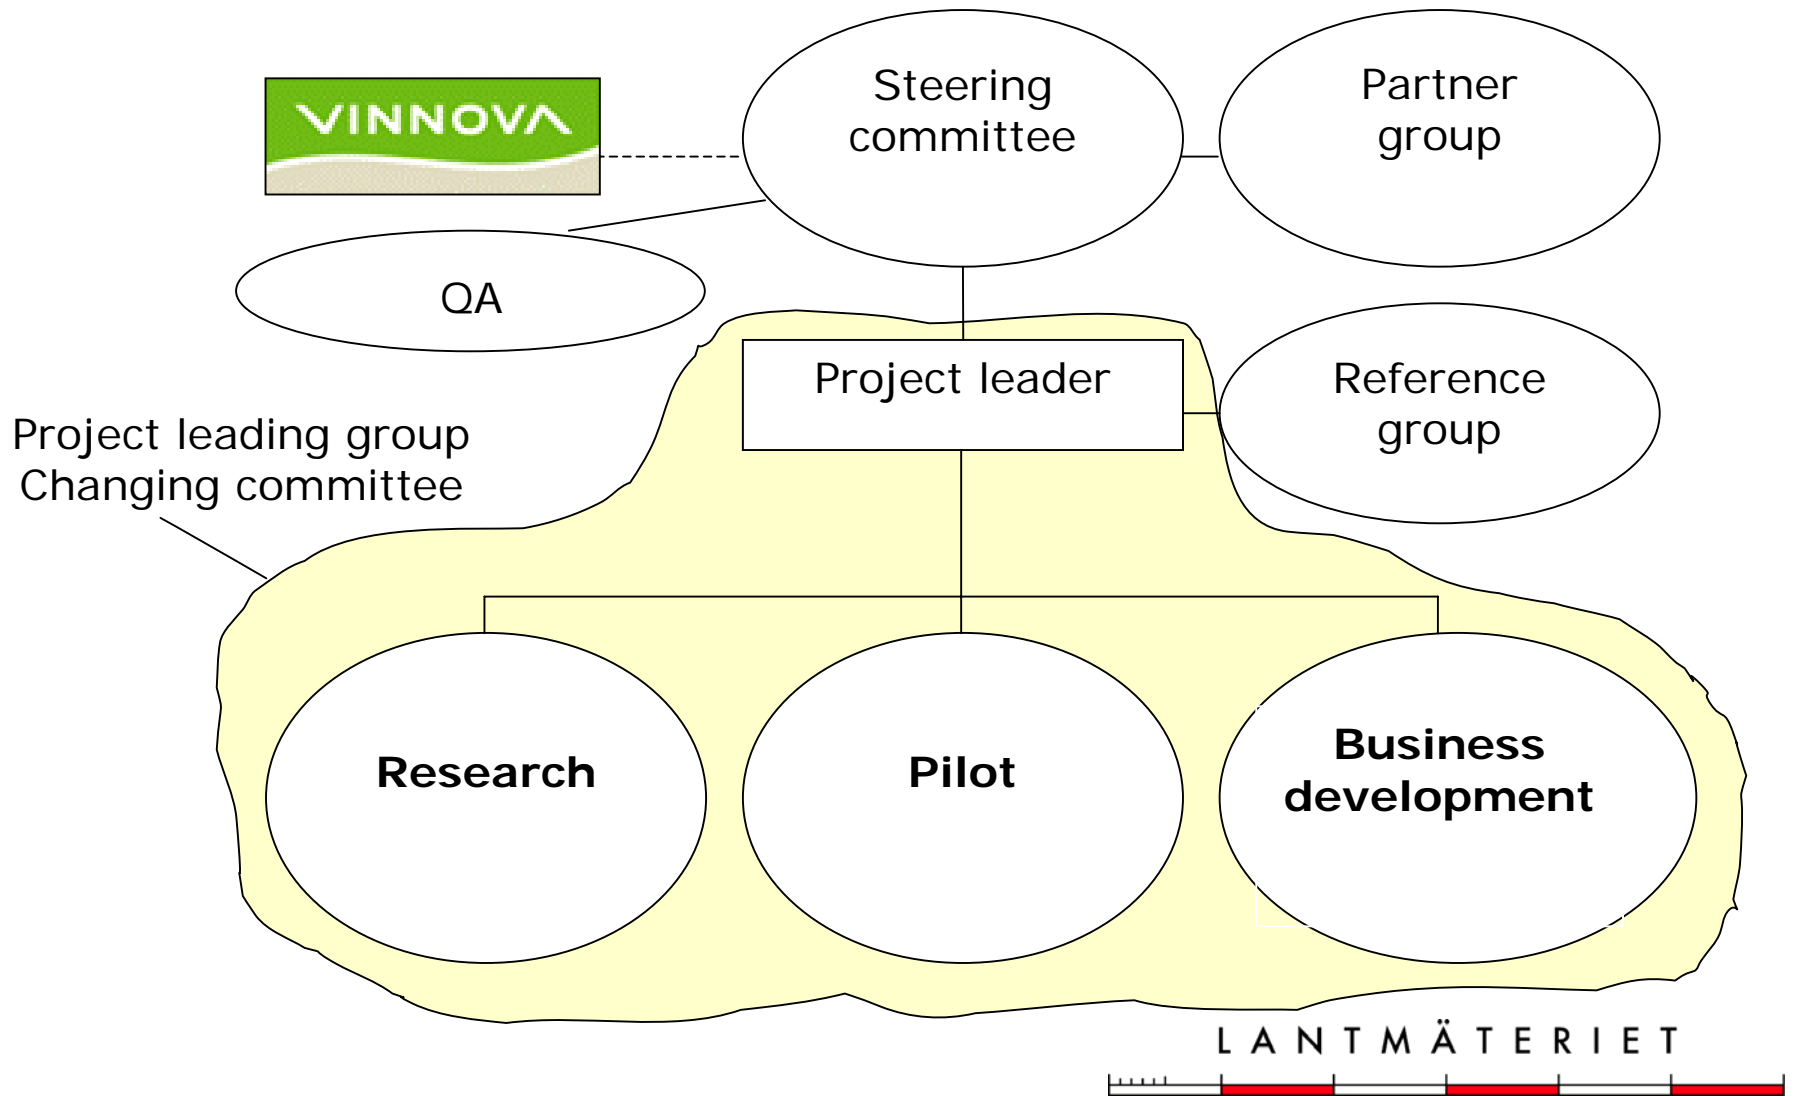 VINNOVA
Steering
committee
Partner
group
QA
Project leader
Reference
group
Project leading group
Changing committee
Research
Pilot
Business
development
LANTMÄTERIET